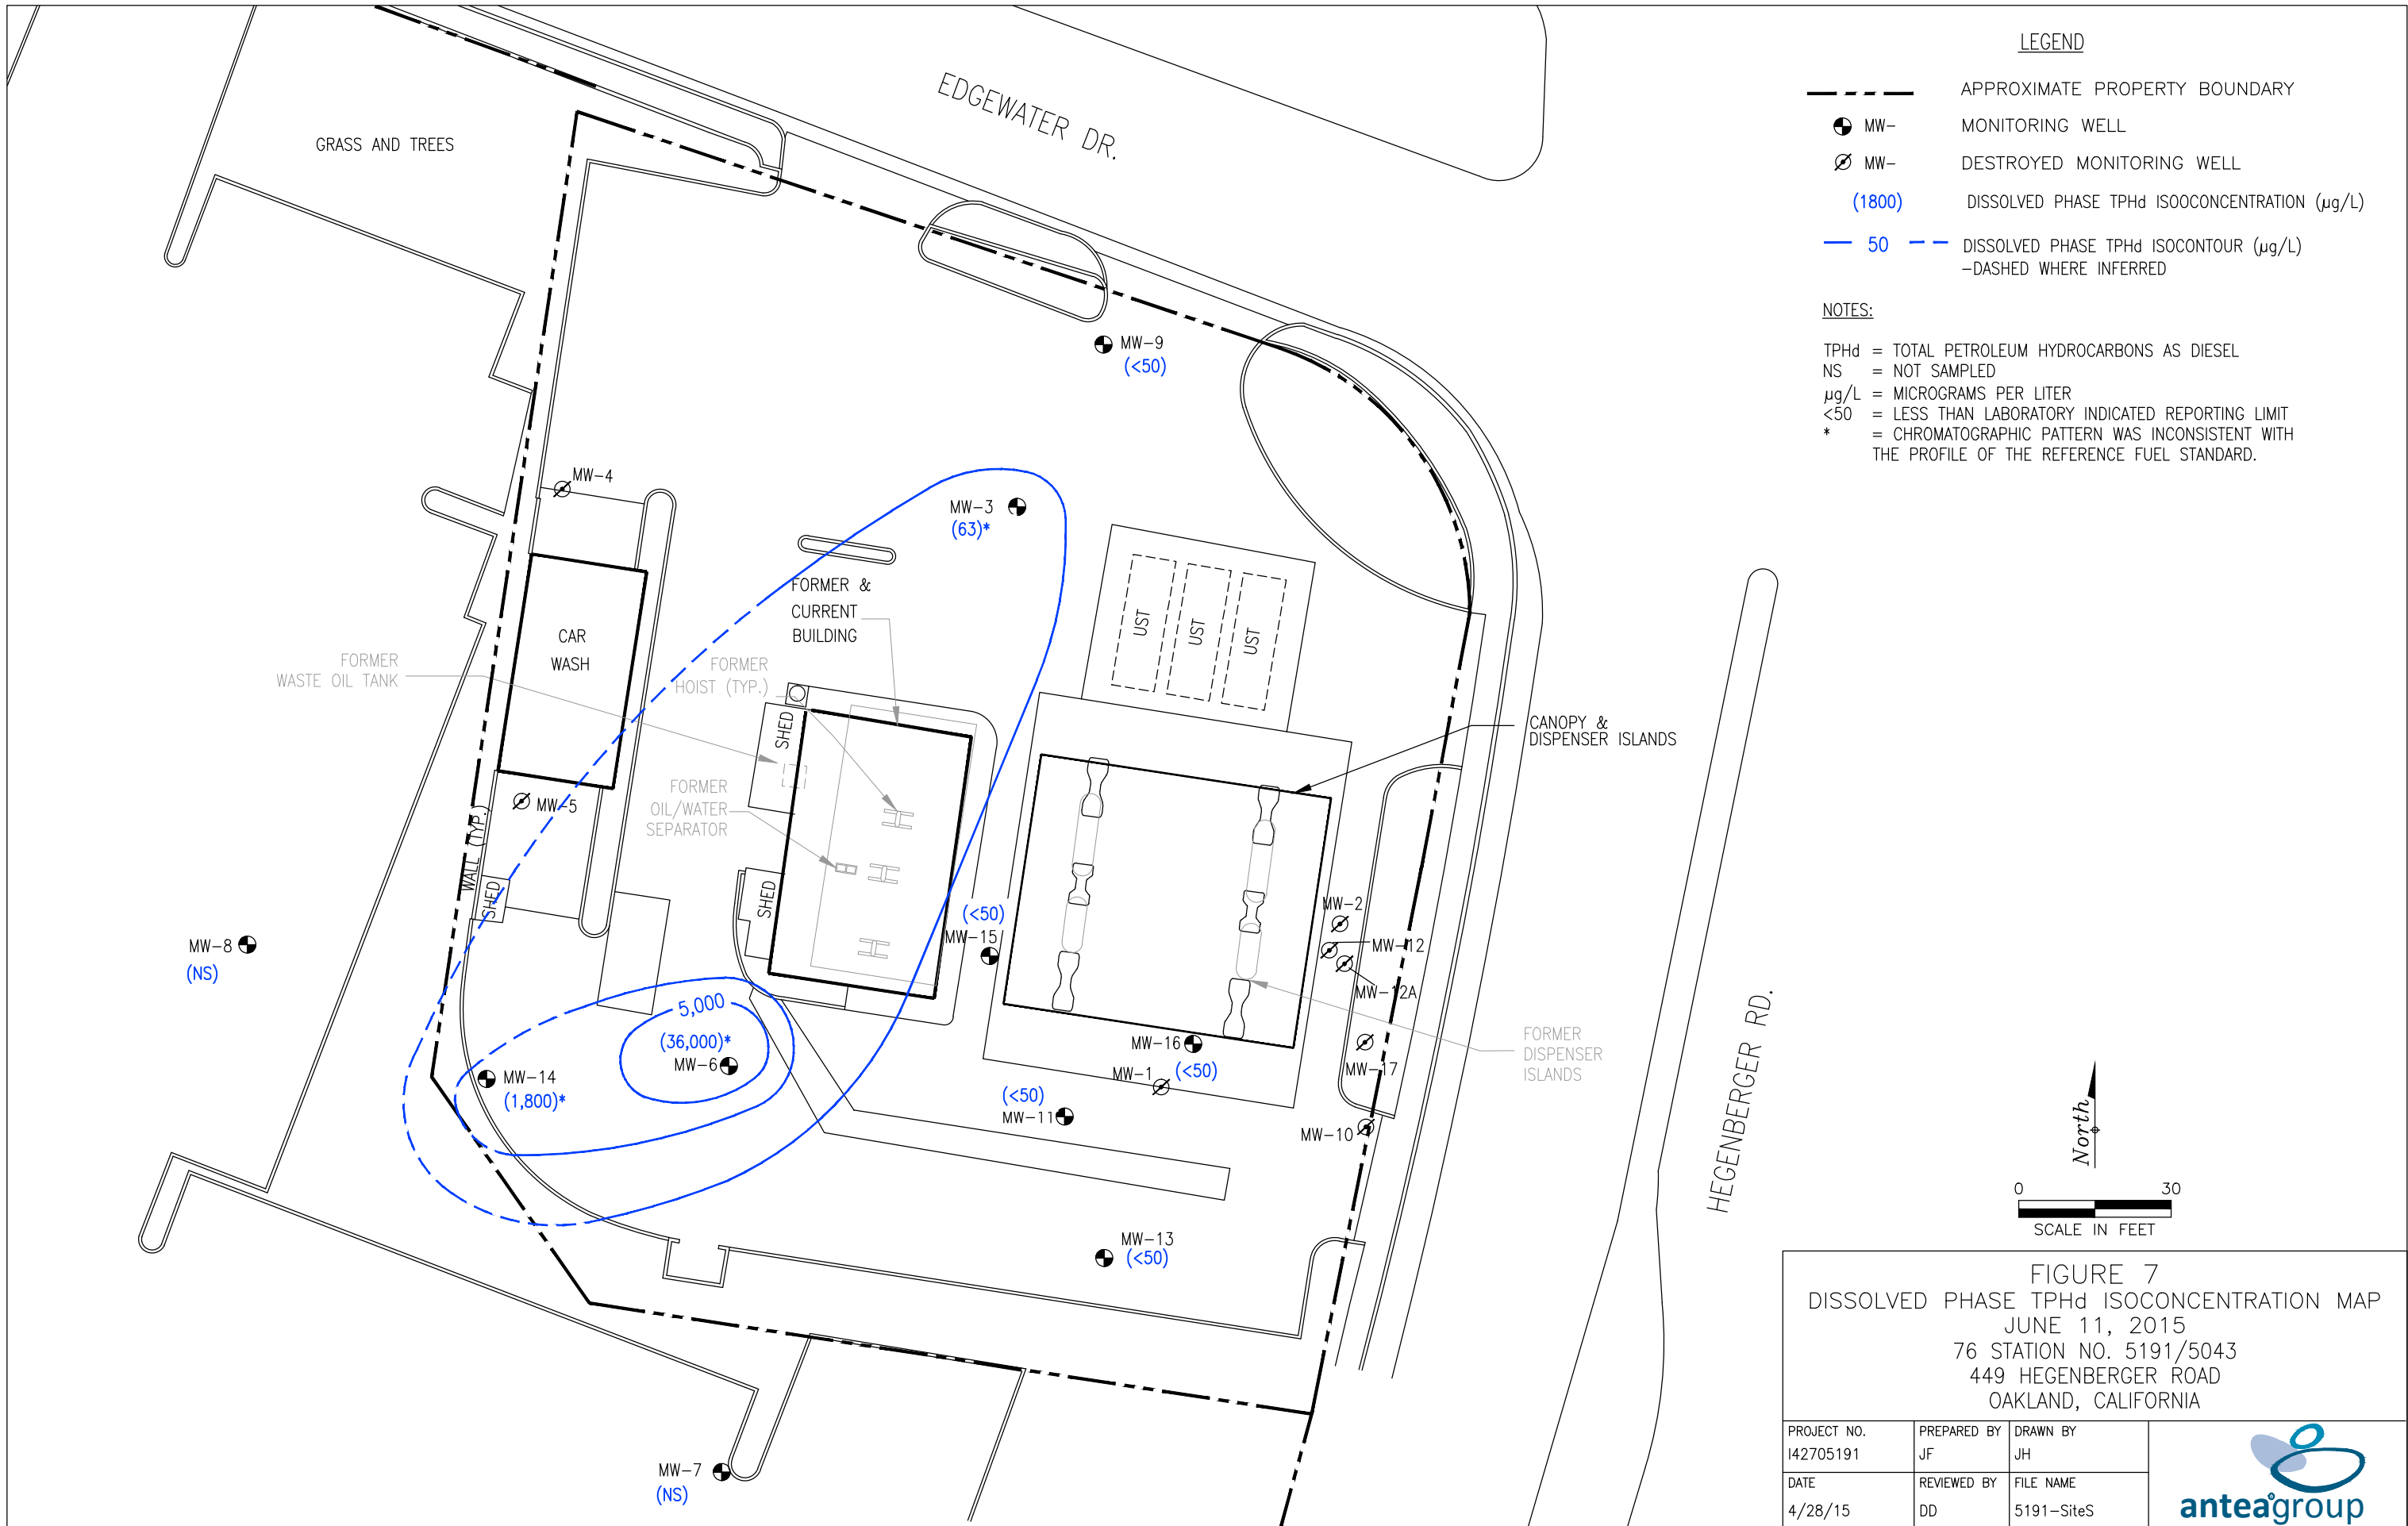 EDGEWATER DR.
GRASS AND TREES
MW-9
(<50)
MW-4
MW-3
(63)*
FORMER &
CURRENT
BUILDING
CAR
WASH
FORMER
WASTE OIL TANK
FORMER
HOIST (TYP.)
UST
UST
UST
SHED
CANOPY &
DISPENSER ISLANDS
FORMER
OIL/WATER
SEPARATOR
MW-5
WALL (TYP.)
SHED
SHED
(<50)
MW-15
MW-2
MW-12
MW-12A
MW-8
(NS)
5,000
(36,000)*
MW-6
MW-14
(1,800)*
MW-16
(<50)
MW-1
MW-17
(<50)
MW-11
MW-10
FORMER
DISPENSER
ISLANDS
HEGENBERGER RD.
MW-13
(<50)
MW-7
(NS)
LEGEND
APPROXIMATE PROPERTY BOUNDARY
MW- MONITORING WELL
MW- DESTROYED MONITORING WELL
(1800) DISSOLVED PHASE TPHd ISOOCONCENTRATION (µg/L)
50 DISSOLVED PHASE TPHd ISOCONTOUR (µg/L)
-DASHED WHERE INFERRED
NOTES:
TPHd = TOTAL PETROLEUM HYDROCARBONS AS DIESEL
NS = NOT SAMPLED
µg/L = MICROGRAMS PER LITER
<50 = LESS THAN LABORATORY INDICATED REPORTING LIMIT
* = CHROMATOGRAPHIC PATTERN WAS INCONSISTENT WITH
THE PROFILE OF THE REFERENCE FUEL STANDARD.
North
0 30
SCALE IN FEET
FIGURE 7
DISSOLVED PHASE TPHd ISOCONCENTRATION MAP
JUNE 11, 2015
76 STATION NO. 5191/5043
449 HEGENBERGER ROAD
OAKLAND, CALIFORNIA
PROJECT NO. PREPARED BY DRAWN BY
I42705191 JF JH
DATE REVIEWED BY FILE NAME
4/28/15 DD 5191-SiteS
anteagroup